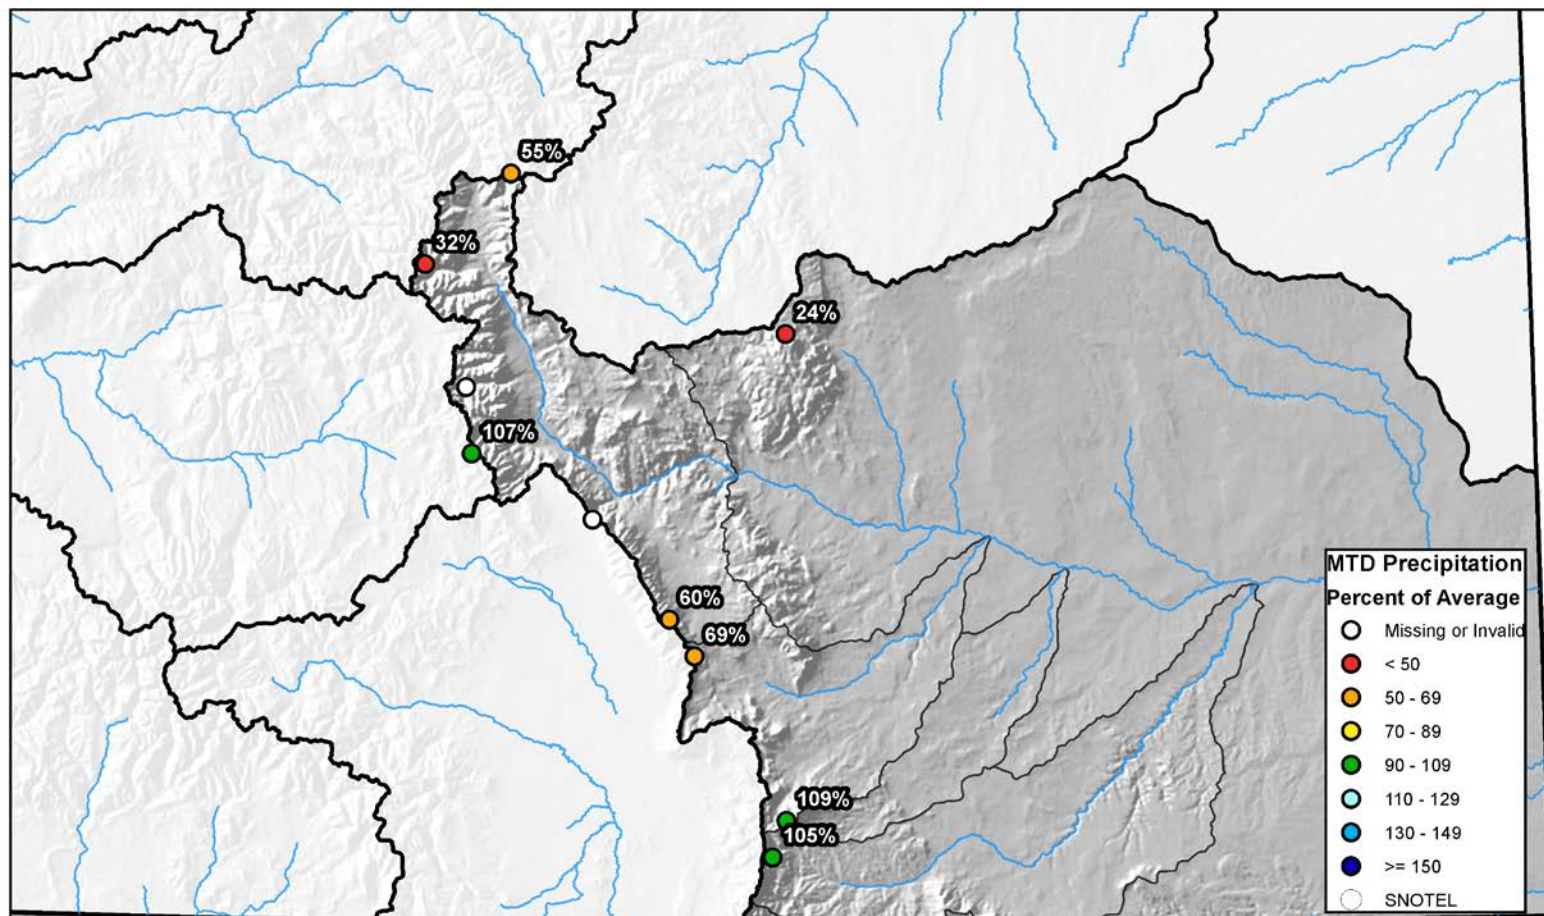 55%
32%
24%
107%
60%
69%
109%
105%
MTD Precipitation
Percent of Average
Missing or Invalid
< 50
50 - 69
70 - 89
90 - 109
110 - 129
130 - 149
>= 150
SNOTEL